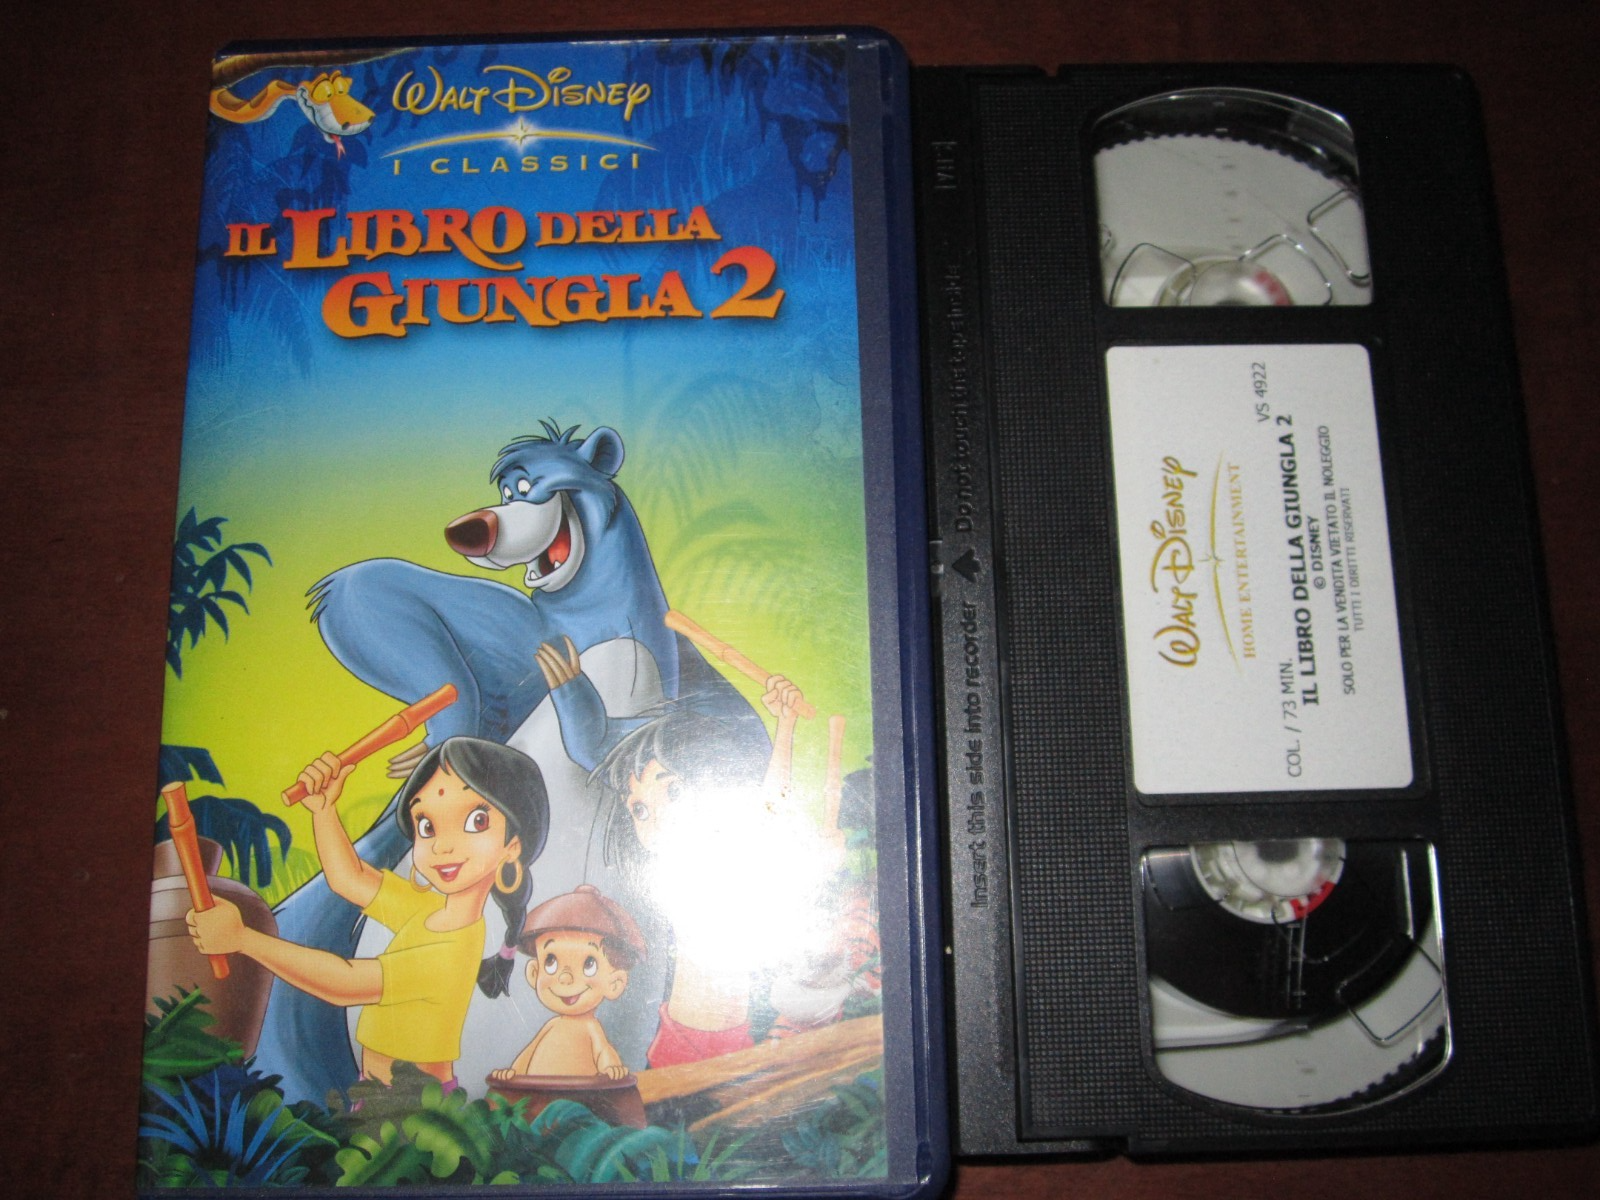 WALT DISNEY
I CLASSICI
IL LIBRO DELLA
GIUNGLA 2
VHS
Do not touch the tape inside
Insert this side into recorder
WALT DISNEY
HOME ENTERTAINMENT
COL. / 73 MIN. VS 4922
IL LIBRO DELLA GIUNGLA 2
© DISNEY
SOLO PER LA VENDITA VIETATO IL NOLEGGIO
TUTTI I DIRITTI RISERVATI